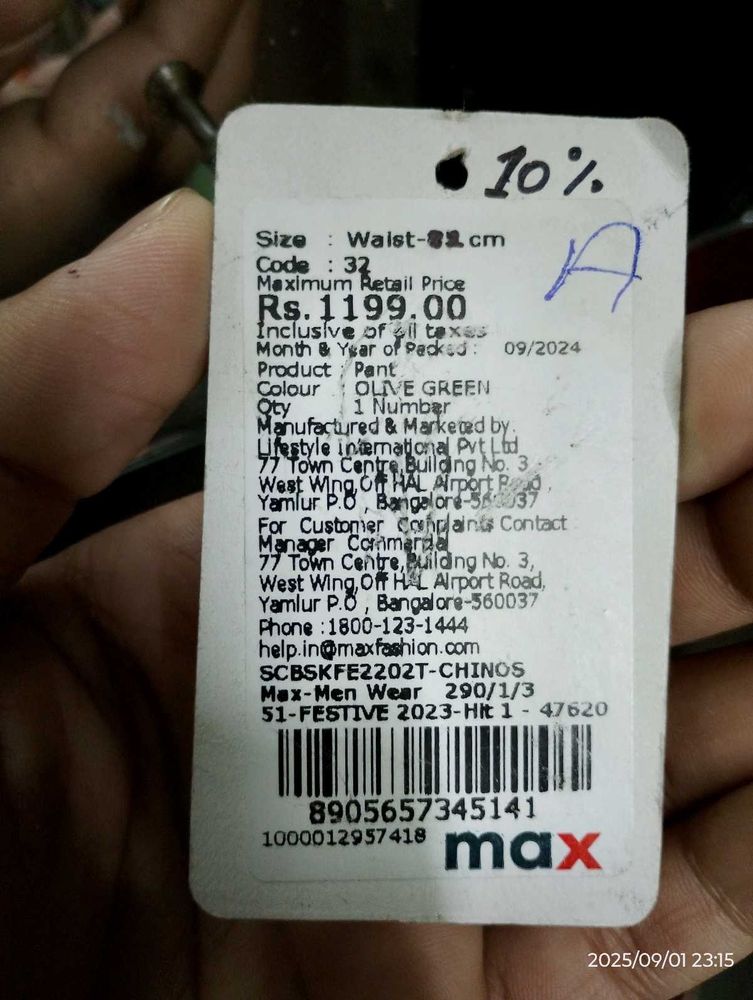 10%
A
Size : Waist- cm
Code : 32
Maximum Retail Price
Rs.1199.00
Inclusive of all taxes
Month & Year of Packed : 09/2024
Product : Pant
Colour : OLIVE GREEN
Qty 1 Number
Manufactured & Marketed by.
Lifestyle International Pvt Ltd
77 Town Centre,Building No. 3
West Wing,Off HAL Airport Road ,
Yamlur P.O , Bangalore-560037
For Customer Complaints Contact
Manager Commercial
77 Town Centre,Building No. 3,
West Wing,Off HAL Airport Road,
Yamlur P.O , Bangalore-560037
Phone :1800-123-1444
help.in@maxfashion.com
SCBSKFE2202T-CHINOS
Max-Men Wear 290/1/3
51-FESTIVE 2023-Hit 1 - 47620
8905657345141
1000012957418
max
2025/09/01 23:15